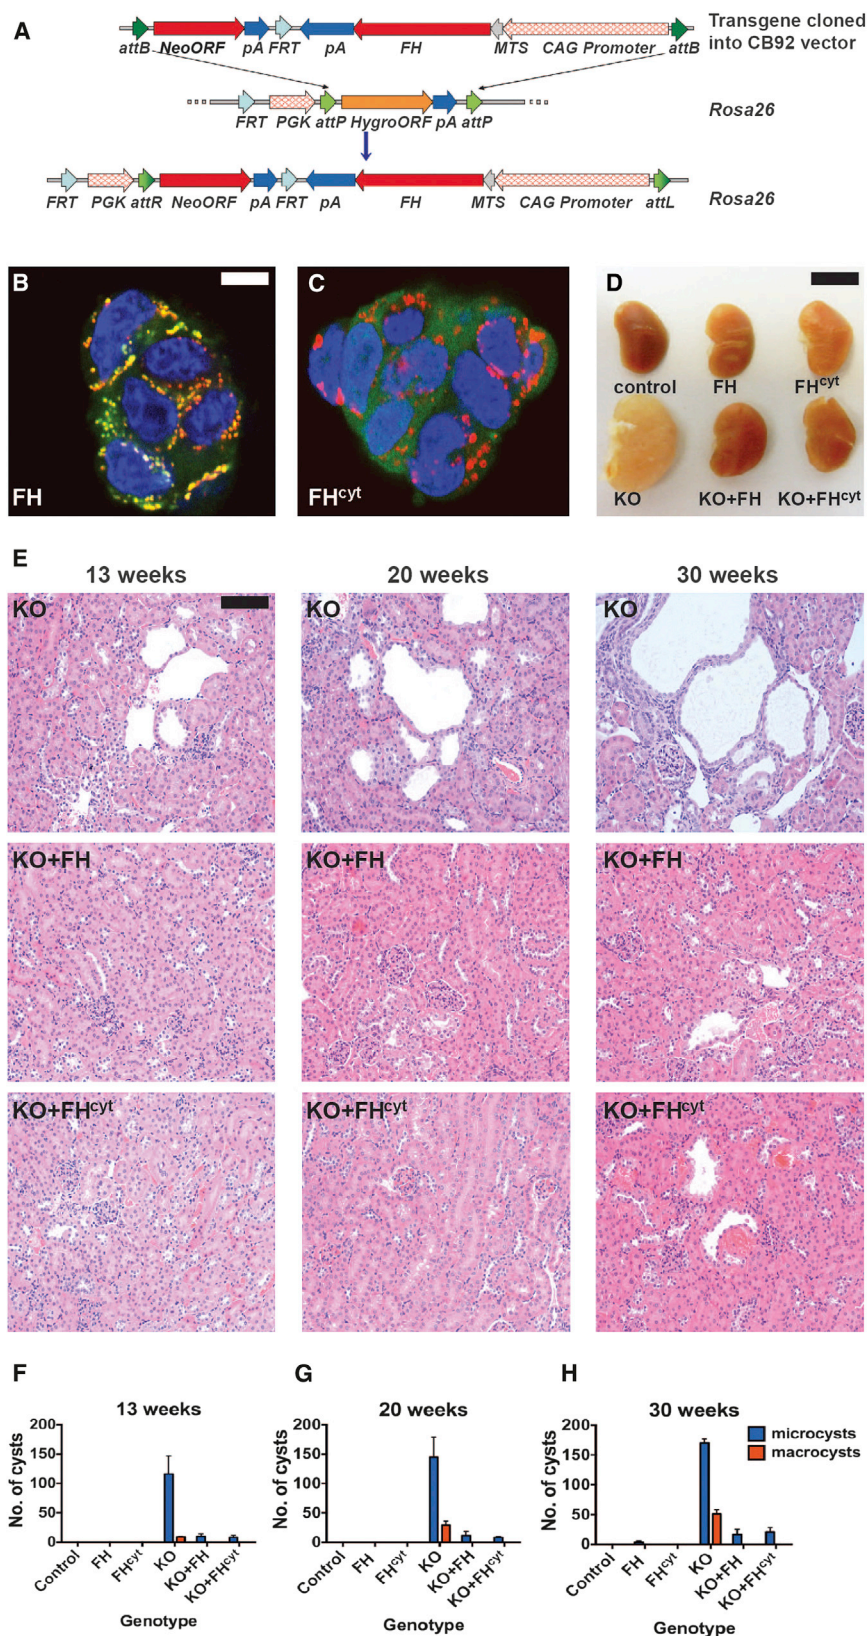 A
Transgene cloned
into CB92 vector
attB NeoORF pA FRT pA FH MTS CAG Promoter attB
FRT PGK attP HygroORF pA attP
Rosa26
FRT PGK attR NeoORF pA FRT pA FH MTS CAG Promoter attL
Rosa26
B
FH
C
FHcyt
D
control FH FHcyt
KO KO+FH KO+FHcyt
E
13 weeks 20 weeks 30 weeks
KO KO KO
KO+FH KO+FH KO+FH
KO+FHcyt KO+FHcyt KO+FHcyt
F
13 weeks
No. of cysts
200
150
100
50
0
Control FH FHcyt KO KO+FH KO+FHcyt
Genotype
G
20 weeks
No. of cysts
200
150
100
50
0
Control FH FHcyt KO KO+FH KO+FHcyt
Genotype
H
30 weeks
microcysts
macrocysts
No. of cysts
200
150
100
50
0
Control FH FHcyt KO KO+FH KO+FHcyt
Genotype